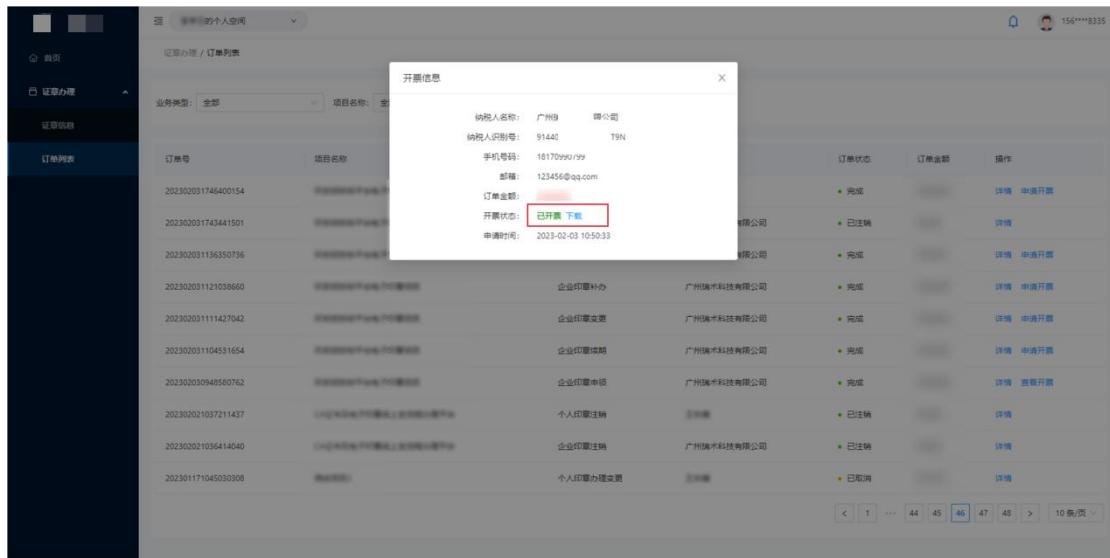 的个人空间
156****8335
首页
证章办理
证章信息
订单列表
证章办理 / 订单列表
业务类型: 全部
项目名称: 全
开票信息
纳税人名称: 广州 公司
纳税人识别号: 9144 T9N
手机号码: 18170990799
邮箱: 123456@qq.com
订单金额:
开票状态: 已开票 下载
申请时间: 2023-02-03 10:50:33
订单号 项目名称 订单状态 订单金额 操作
202302031746400154 完成 详情 申请开票
202302031743441501 限公司 已注销 详情
202302031136350736 限公司 完成 详情 申请开票
202302031121038660 企业印章补办 广州瑞术科技有限公司 完成 详情 申请开票
202302031111427042 企业印章变更 广州瑞术科技有限公司 完成 详情 申请开票
202302031104531654 企业印章续期 广州瑞术科技有限公司 完成 详情 申请开票
202302030948580762 企业印章申领 广州瑞术科技有限公司 完成 详情 查看开票
202302021037211437 个人印章注销 已注销 详情
202302021036414040 企业印章注销 广州瑞术科技有限公司 已注销 详情
202301171045030308 个人印章办理变更 已取消 详情
< 1 ··· 44 45 46 47 48 > 10 条/页